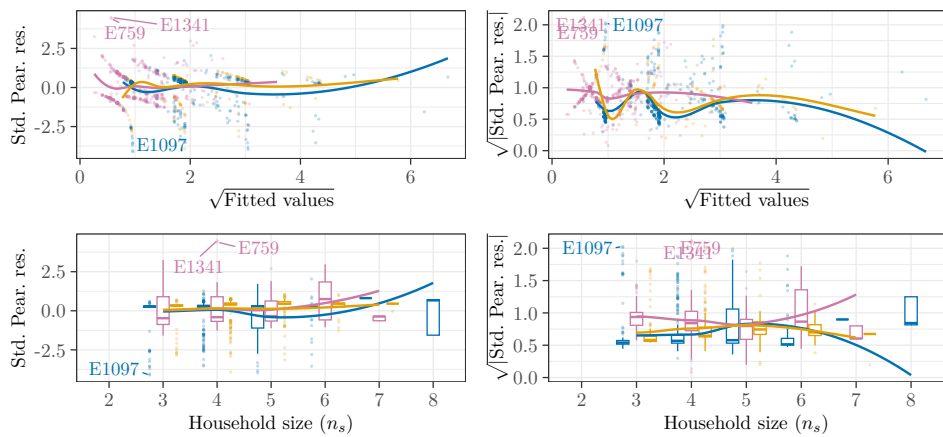 Std. Pear. res.
2.5
0.0
-2.5
E1341
E759
E1097
0
2
4
6
√Fitted values
√|Std. Pear. res.|
2.0
1.5
1.0
0.5
0.0
E1341
E759
E1097
0
2
4
6
√Fitted values
Std. Pear. res.
2.5
0.0
-2.5
E759
E1341
E1097
2
3
4
5
6
7
8
Household size (nₛ)
√|Std. Pear. res.|
2.0
1.5
1.0
0.5
0.0
E1097
E759
E1341
2
3
4
5
6
7
8
Household size (nₛ)